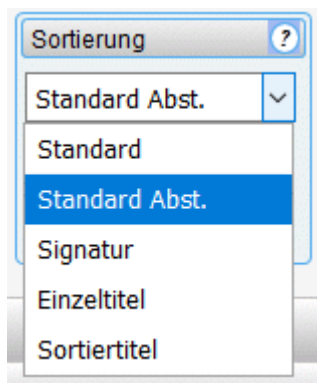 Sortierung ?
Standard Abst.
Standard
Standard Abst.
Signatur
Einzeltitel
Sortiertitel